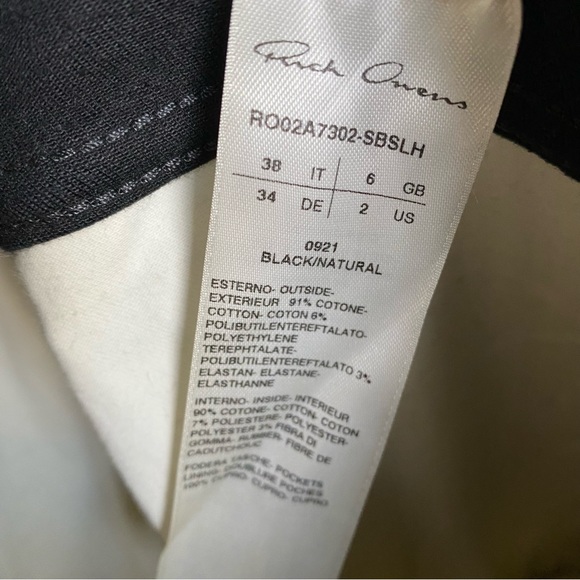 Rick Owens
RO02A7302-SBSLH
38 IT 6 GB
34 DE 2 US
0921
BLACK/NATURAL
ESTERNO- OUTSIDE-
EXTERIEUR 91% COTONE-
COTTON- COTON 6%
POLIBUTILENTEREFTALATO-
POLYETHYLENE
TEREPHTALATE-
POLIBUTILENTEREFTALATO 3%
ELASTAN- ELASTANE-
ELASTHANNE
INTERNO- INSIDE- INTERIEUR
90% COTONE- COTTON- COTON
7% POLIESTERE- POLYESTER-
POLYESTER 3% FIBRA DI
GOMMA- RUBBER- FIBRE DE
CAOUTCHOUC
FODERA TASCHE- POCKETS
LINING- DOUBLURE POCHES
100% CUPRO- CUPRO- CUPRO